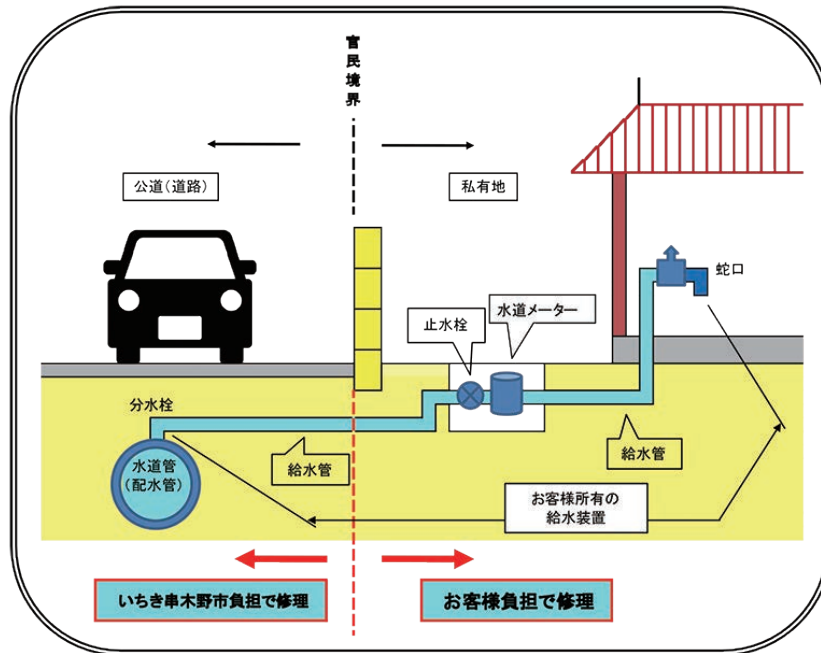 官民境界
公道(道路)
私有地
蛇口
水道メーター
止水栓
分水栓
水道管
(配水管)
給水管
給水管
お客様所有の
給水装置
いちき串木野市負担で修理
お客様負担で修理